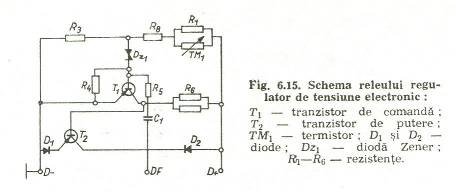 R3
R8
R1
TM1
Dz1
R4
T1
R5
R6
C1
T2
D1
D2
D-
DF
D+
Fig. 6.15. Schema releului regu-
lator de tensiune electronic :
T1 — tranzistor de comandă ;
T2 — tranzistor de putere ;
TM1 — termistor ; D1 și D2 —
diode ; Dz1 — diodă Zener ;
R1—R6 — rezistențe.